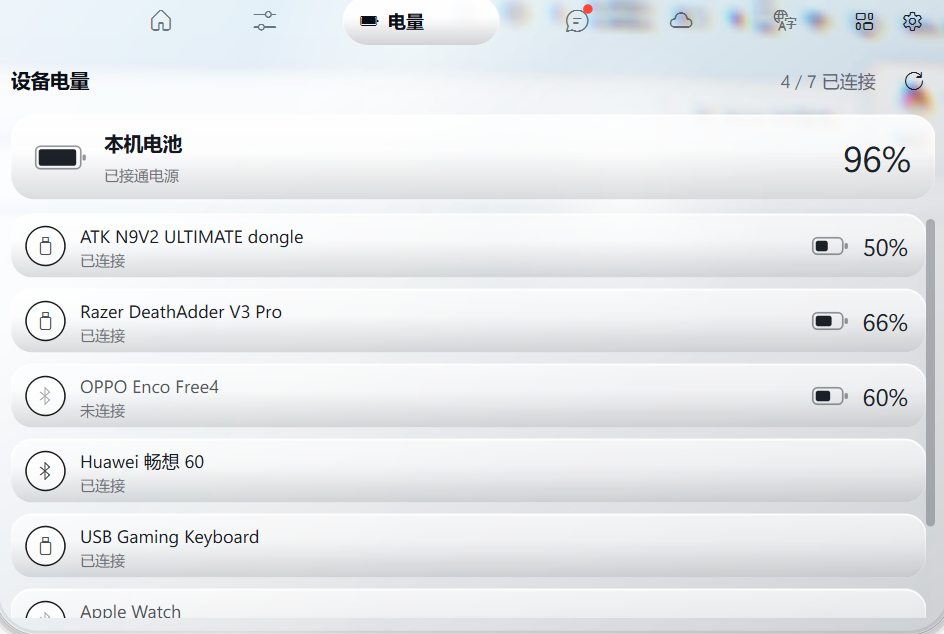 电量
字
设备电量
4 / 7 已连接
本机电池
已接通电源
96%
ATK N9V2 ULTIMATE dongle
已连接
50%
Razer DeathAdder V3 Pro
已连接
66%
OPPO Enco Free4
未连接
60%
Huawei 畅想 60
已连接
USB Gaming Keyboard
已连接
Apple Watch